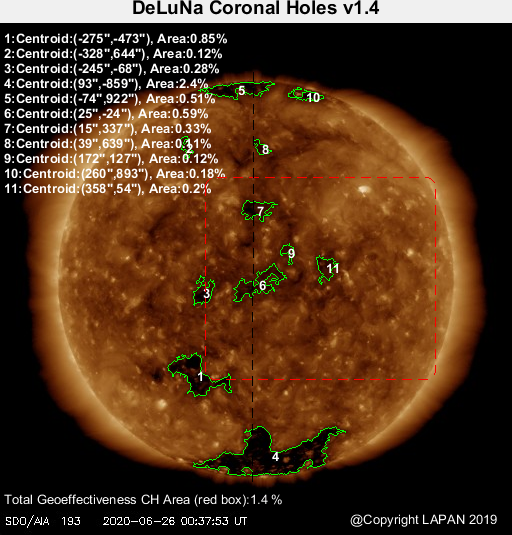 DeLuNa Coronal Holes v1.4
1:Centroid:(-275",-473"), Area:0.85%
2:Centroid:(-328",644"), Area:0.12%
3:Centroid:(-245",-68"), Area:0.28%
4:Centroid:(93",-859"), Area:2.4%
5:Centroid:(-74",922"), Area:0.51%
6:Centroid:(25",-24"), Area:0.59%
7:Centroid:(15",337"), Area:0.33%
8:Centroid:(39",639"), Area:0.11%
9:Centroid:(172",127"), Area:0.12%
10:Centroid:(260",893"), Area:0.18%
11:Centroid:(358",54"), Area:0.2%
5
10
2
8
7
9
11
6
3
1
4
Total Geoeffectiveness CH Area (red box):1.4 %
SDO/AIA 193 2020-06-26 00:37:53 UT
@Copyright LAPAN 2019